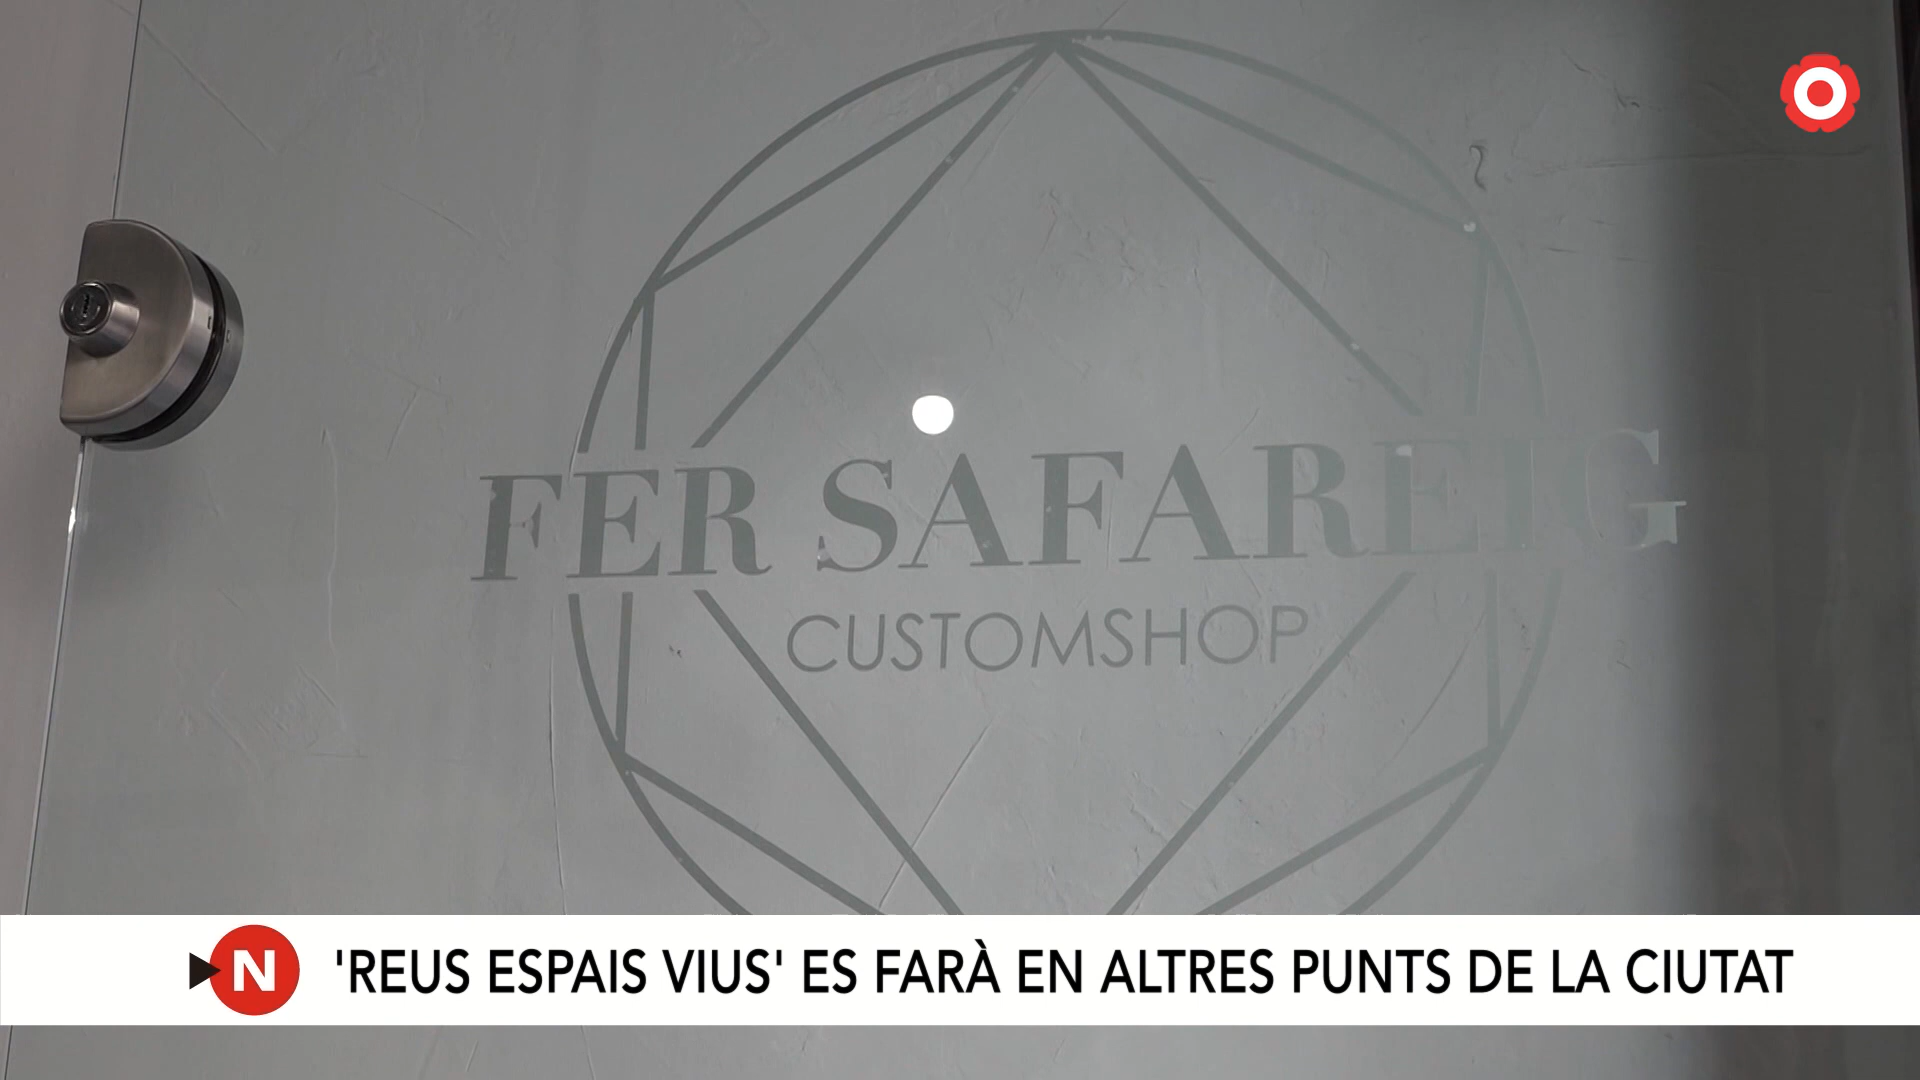 FER SAFAREIG
CUSTOMSHOP
N 'REUS ESPAIS VIUS' ES FARÀ EN ALTRES PUNTS DE LA CIUTAT